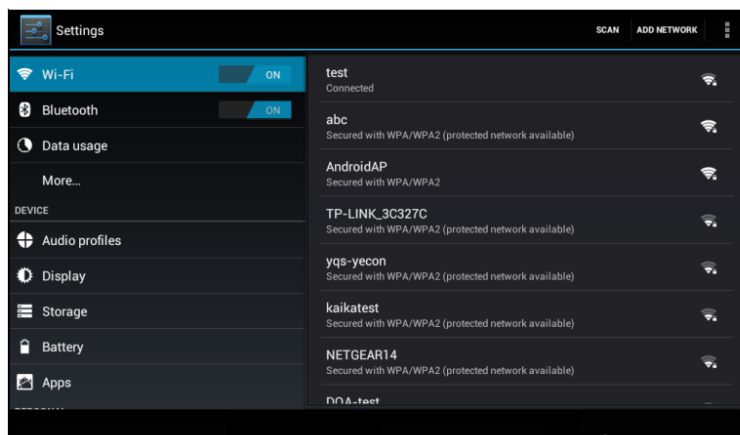 Settings
SCAN
ADD NETWORK
Wi-Fi
ON
Bluetooth
ON
Data usage
More...
DEVICE
Audio profiles
Display
Storage
Battery
Apps
test
Connected
abc
Secured with WPA/WPA2 (protected network available)
AndroidAP
Secured with WPA/WPA2
TP-LINK_3C327C
Secured with WPA/WPA2 (protected network available)
yqs-yecon
Secured with WPA/WPA2 (protected network available)
kaikatest
Secured with WPA/WPA2 (protected network available)
NETGEAR14
Secured with WPA/WPA2 (protected network available)